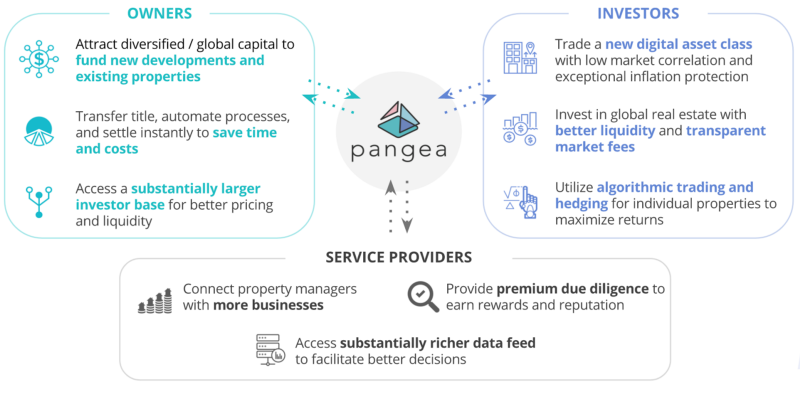 OWNERS
Attract diversified / global capital to
fund new developments and
existing properties
Transfer title, automate processes,
and settle instantly to save time
and costs
Access a substantially larger
investor base for better pricing
and liquidity
pangea
INVESTORS
Trade a new digital asset class
with low market correlation and
exceptional inflation protection
Invest in global real estate with
better liquidity and transparent
market fees
Utilize algorithmic trading and
hedging for individual properties to
maximize returns
SERVICE PROVIDERS
Connect property managers
with more businesses
Provide premium due diligence to
earn rewards and reputation
Access substantially richer data feed
to facilitate better decisions